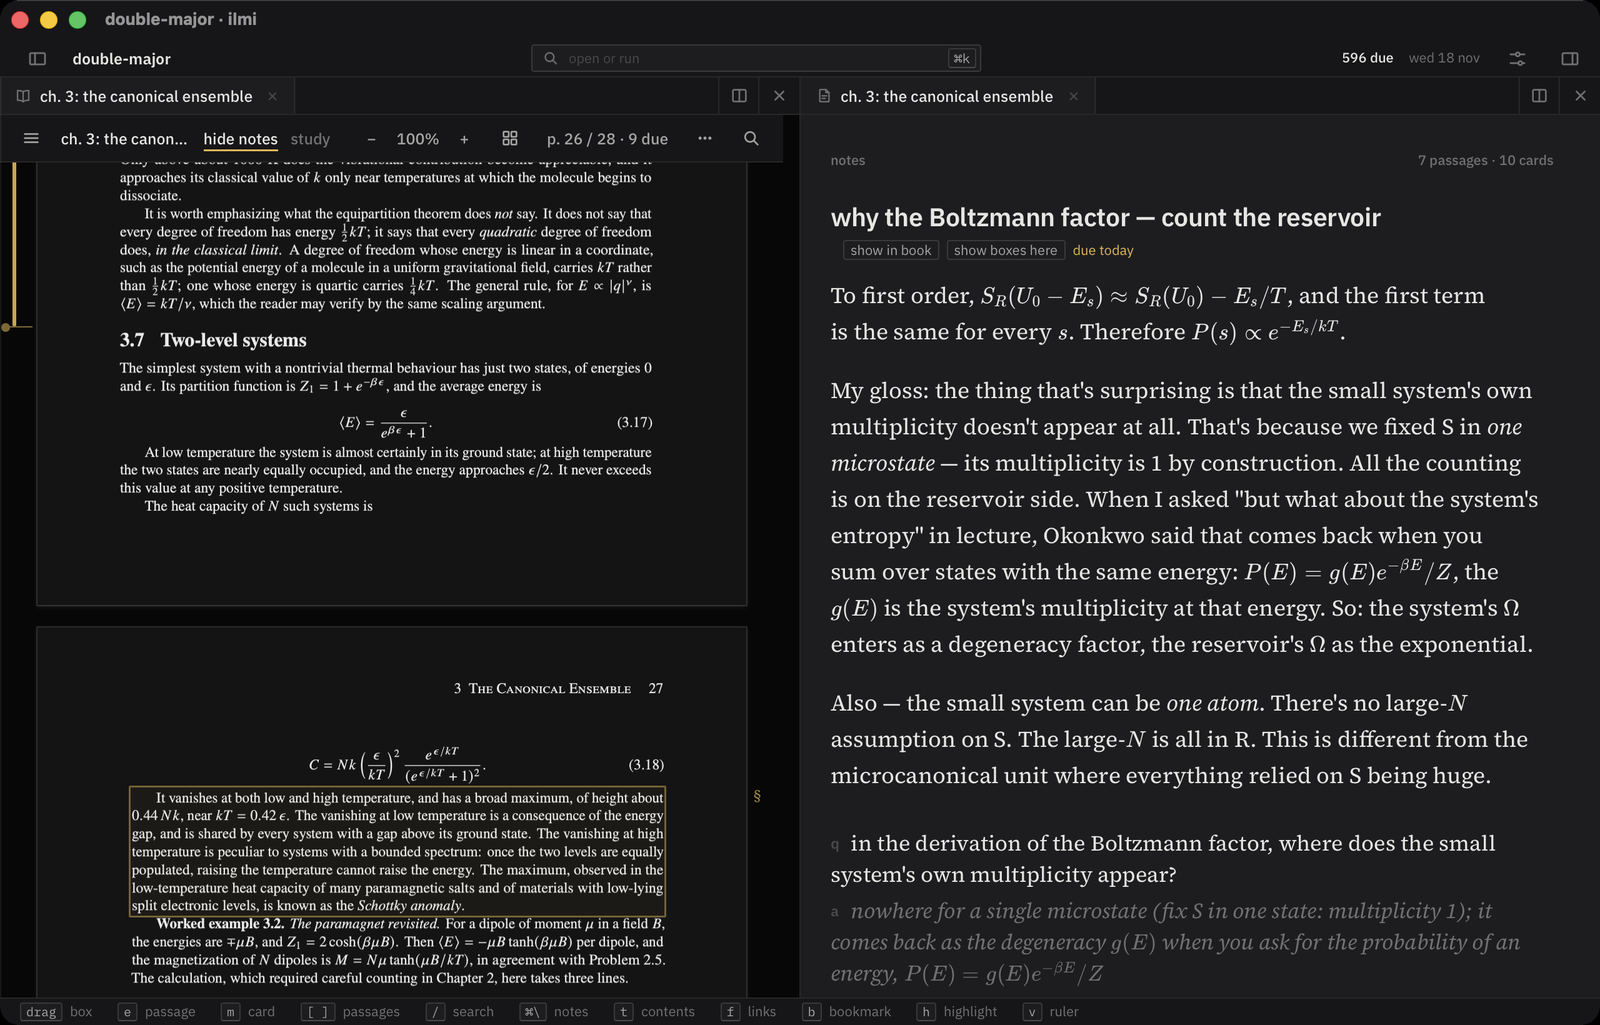 double-major · ilmi
double-major
open or run
⌘k
596 due
wed 18 nov
ch. 3: the canonical ensemble ×
ch. 3: the canon... hide notes study − 100% + p. 26 / 28 · 9 due ···
approaches its classical value of k only near temperatures at which the molecule begins to
dissociate.
It is worth emphasizing what the equipartition theorem does not say. It does not say that
every degree of freedom has energy ½kT; it says that every quadratic degree of freedom
does, in the classical limit. A degree of freedom whose energy is linear in a coordinate,
such as the potential energy of a molecule in a uniform gravitational field, carries kT rather
than ½kT; one whose energy is quartic carries ¼kT. The general rule, for E ∝ |q|^ν, is
⟨E⟩ = kT/ν, which the reader may verify by the same scaling argument.
3.7 Two-level systems
The simplest system with a nontrivial thermal behaviour has just two states, of energies 0
and ϵ. Its partition function is Z₁ = 1 + e^{−βϵ}, and the average energy is
⟨E⟩ = ϵ / (e^{βϵ} + 1). (3.17)
At low temperature the system is almost certainly in its ground state; at high temperature
the two states are nearly equally occupied, and the energy approaches ϵ/2. It never exceeds
this value at any positive temperature.
The heat capacity of N such systems is
3 The Canonical Ensemble 27
C = Nk (ϵ/kT)² e^{ϵ/kT} / (e^{ϵ/kT} + 1)². (3.18)
It vanishes at both low and high temperature, and has a broad maximum, of height about
§
0.44 Nk, near kT = 0.42 ϵ. The vanishing at low temperature is a consequence of the energy
gap, and is shared by every system with a gap above its ground state. The vanishing at high
temperature is peculiar to systems with a bounded spectrum: once the two levels are equally
populated, raising the temperature cannot raise the energy. The maximum, observed in the
low-temperature heat capacity of many paramagnetic salts and of materials with low-lying
split electronic levels, is known as the Schottky anomaly.
Worked example 3.2. The paramagnet revisited. For a dipole of moment μ in a field B,
the energies are ∓μB, and Z₁ = 2 cosh(βμB). Then ⟨E⟩ = −μB tanh(βμB) per dipole, and
the magnetization of N dipoles is M = Nμ tanh(μB/kT), in agreement with Problem 2.5.
The calculation, which required careful counting in Chapter 2, here takes three lines.
ch. 3: the canonical ensemble ×
notes
7 passages · 10 cards
why the Boltzmann factor — count the reservoir
show in book show boxes here due today
To first order, S_R(U₀ − E_s) ≈ S_R(U₀) − E_s/T, and the first term
is the same for every s. Therefore P(s) ∝ e^{−E_s/kT}.
My gloss: the thing that's surprising is that the small system's own
multiplicity doesn't appear at all. That's because we fixed S in one
microstate — its multiplicity is 1 by construction. All the counting
is on the reservoir side. When I asked "but what about the system's
entropy" in lecture, Okonkwo said that comes back when you
sum over states with the same energy: P(E) = g(E)e^{−βE}/Z, the
g(E) is the system's multiplicity at that energy. So: the system's Ω
enters as a degeneracy factor, the reservoir's Ω as the exponential.
Also — the small system can be one atom. There's no large-N
assumption on S. The large-N is all in R. This is different from the
microcanonical unit where everything relied on S being huge.
q in the derivation of the Boltzmann factor, where does the small
system's own multiplicity appear?
a nowhere for a single microstate (fix S in one state: multiplicity 1); it
comes back as the degeneracy g(E) when you ask for the probability of an
energy, P(E) = g(E)e^{−βE}/Z
drag box e passage m card [ ] passages / search ⌘\ notes t contents f links b bookmark h highlight v ruler